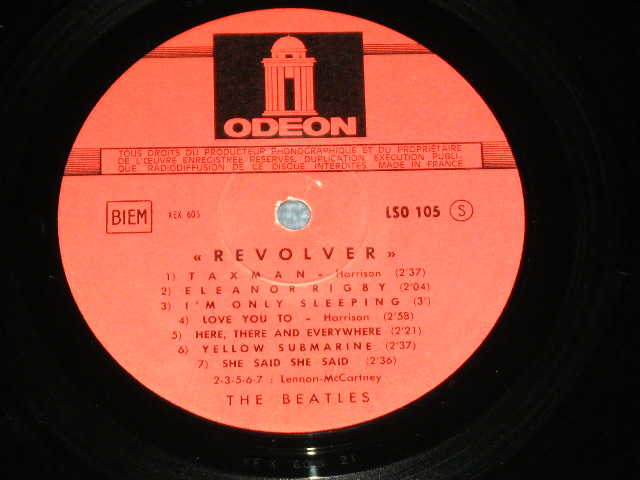 ODEON
TOUS DROITS DU PRODUCTEUR PHONOGRAPHIQUE ET DU PROPRIÉTAIRE
DE L'ŒUVRE ENREGISTRÉE RÉSERVÉS. DUPLICATION, EXÉCUTION PUBLI-
QUE RADIODIFFUSION DE CE DISQUE INTERDITES. MADE IN FRANCE
BIEM XEX 605 LSO 105 S
« REVOLVER »
1) TAXMAN - Harrison (2'37)
2) ELEANOR RIGBY (2'04)
3) I'M ONLY SLEEPING (3')
4) LOVE YOU TO - Harrison (2'58)
5) HERE, THERE AND EVERYWHERE (2'21)
6) YELLOW SUBMARINE (2'37)
7) SHE SAID SHE SAID (2'36)
2-3-5-6-7 : Lennon-McCartney
THE BEATLES
XEX 605 21